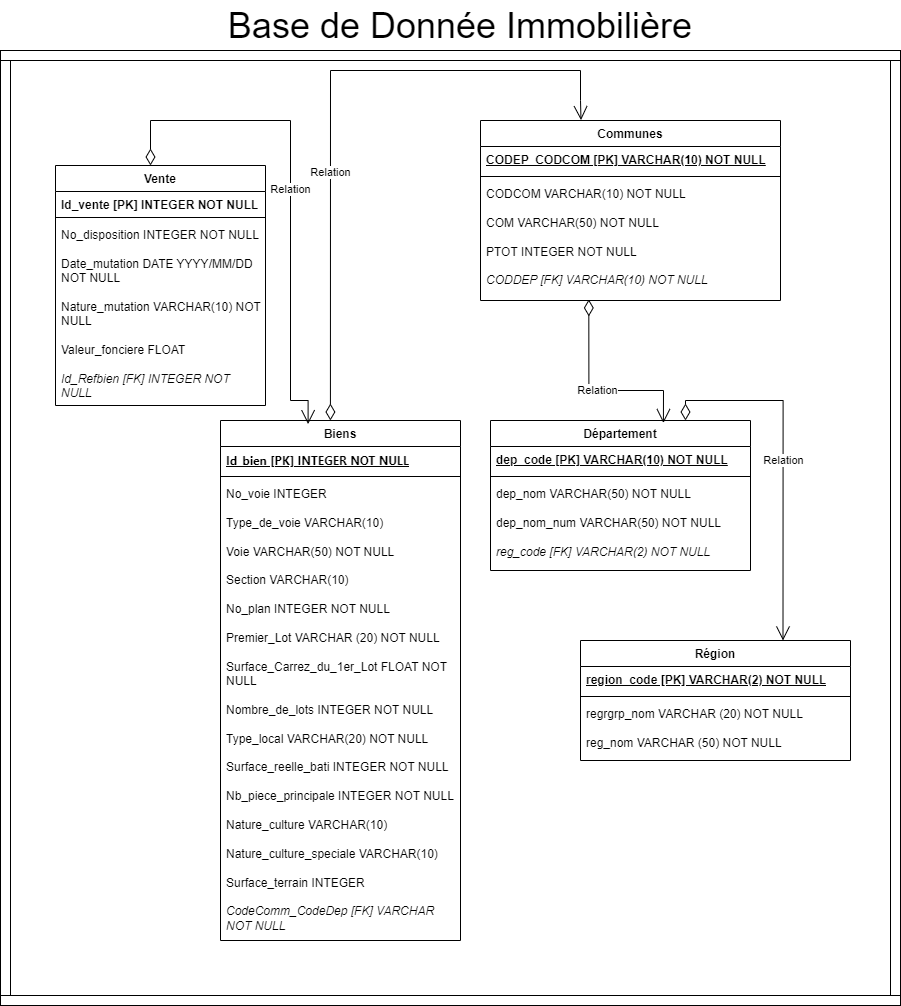 Base de Donnée Immobilière
Vente
Id_vente [PK] INTEGER NOT NULL
No_disposition INTEGER NOT NULL
Date_mutation DATE YYYY/MM/DD
NOT NULL
Nature_mutation VARCHAR(10) NOT
NULL
Valeur_fonciere FLOAT
Id_Refbien [FK] INTEGER NOT
NULL
Relation
Relation
Communes
CODEP_CODCOM [PK] VARCHAR(10) NOT NULL
CODCOM VARCHAR(10) NOT NULL
COM VARCHAR(50) NOT NULL
PTOT INTEGER NOT NULL
CODDEP [FK] VARCHAR(10) NOT NULL
Relation
Biens
Id_bien [PK] INTEGER NOT NULL
No_voie INTEGER
Type_de_voie VARCHAR(10)
Voie VARCHAR(50) NOT NULL
Section VARCHAR(10)
No_plan INTEGER NOT NULL
Premier_Lot VARCHAR (20) NOT NULL
Surface_Carrez_du_1er_Lot FLOAT NOT
NULL
Nombre_de_lots INTEGER NOT NULL
Type_local VARCHAR(20) NOT NULL
Surface_reelle_bati INTEGER NOT NULL
Nb_piece_principale INTEGER NOT NULL
Nature_culture VARCHAR(10)
Nature_culture_speciale VARCHAR(10)
Surface_terrain INTEGER
CodeComm_CodeDep [FK] VARCHAR
NOT NULL
Département
dep_code [PK] VARCHAR(10) NOT NULL
dep_nom VARCHAR(50) NOT NULL
dep_nom_num VARCHAR(50) NOT NULL
reg_code [FK] VARCHAR(2) NOT NULL
Relation
Région
region_code [PK] VARCHAR(2) NOT NULL
regrgrp_nom VARCHAR (20) NOT NULL
reg_nom VARCHAR (50) NOT NULL